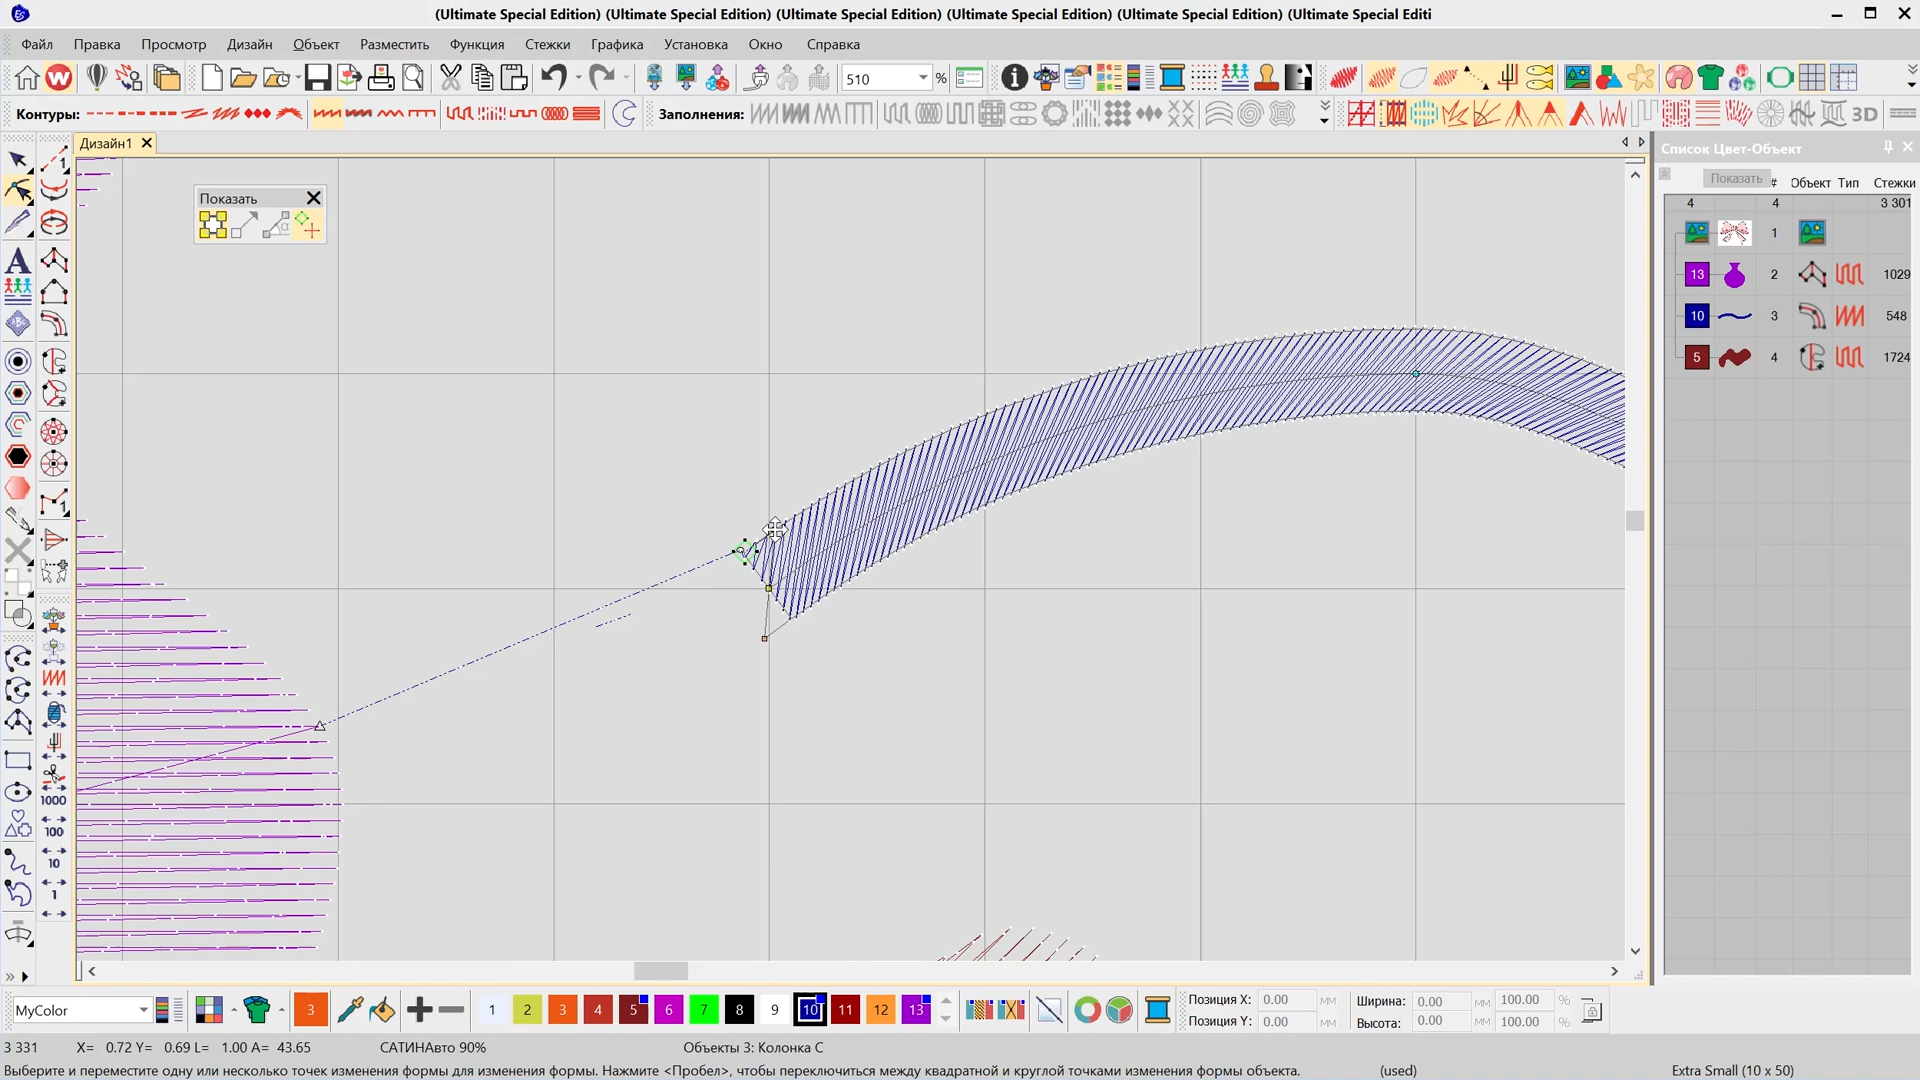 (Ultimate Special Edition) (Ultimate Special Edition) (Ultimate Special Edition) (Ultimate Special Edition) (Ultimate Special Edition) (Ultimate Special Editi
Файл Правка Просмотр Дизайн Объект Разместить Функция Стежки Графика Установка Окно Справка
510 %
Контуры: Заполнения: 3D
Дизайн1
Список Цвет-Объект
Показать
Показать # Объект Тип Стежки
4 4 3 301
1
13 2 1029
10 3 548
5 4 1724
1000
100
10
1
MyColor 3 1 2 3 4 5 6 7 8 9 10 11 12 13
Позиция X: 0.00 мм Ширина: 0.00 мм 100.00 %
Позиция Y: 0.00 мм Высота: 0.00 мм 100.00 %
3 331 X= 0.72 Y= 0.69 L= 1.00 A= 43.65 САТИНАвто 90% Объекты 3: Колонка C
Выберите и переместите одну или несколько точек изменения формы для изменения формы. Нажмите <Пробел>, чтобы переключиться между квадратной и круглой точками изменения формы объекта. (used) Extra Small (10 x 50)